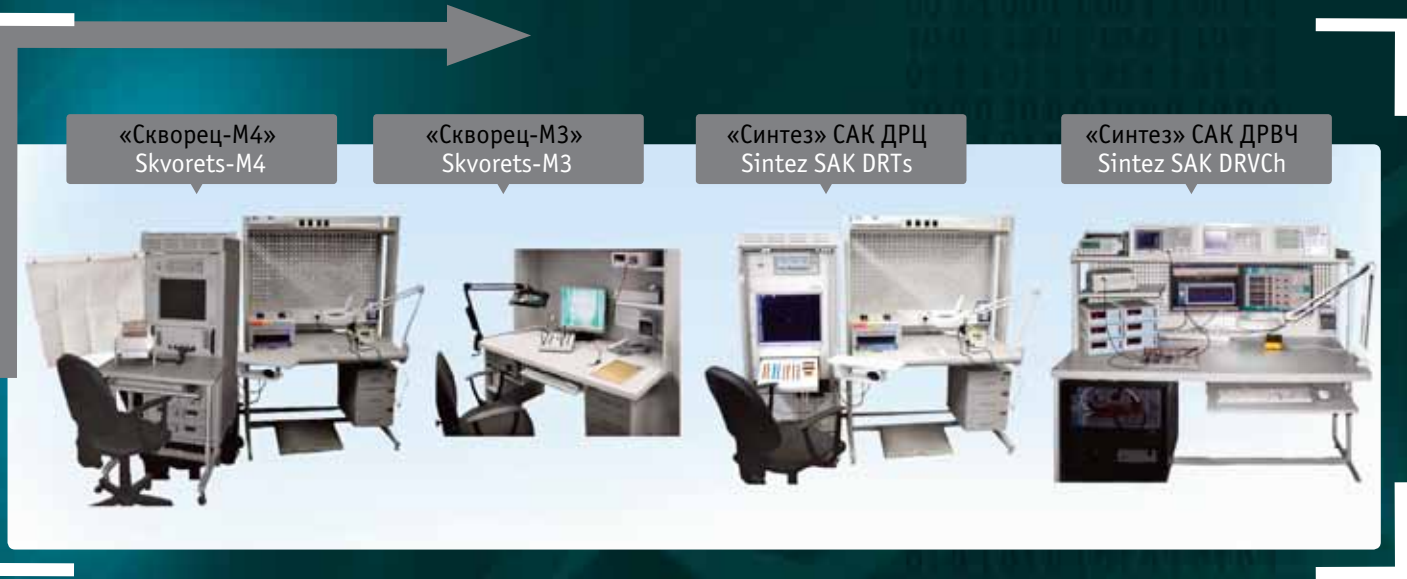 «Скворец-М4»
Skvorets-M4
«Скворец-М3»
Skvorets-M3
«Синтез» САК ДРЦ
Sintez SAK DRTs
«Синтез» САК ДРВЧ
Sintez SAK DRVCh